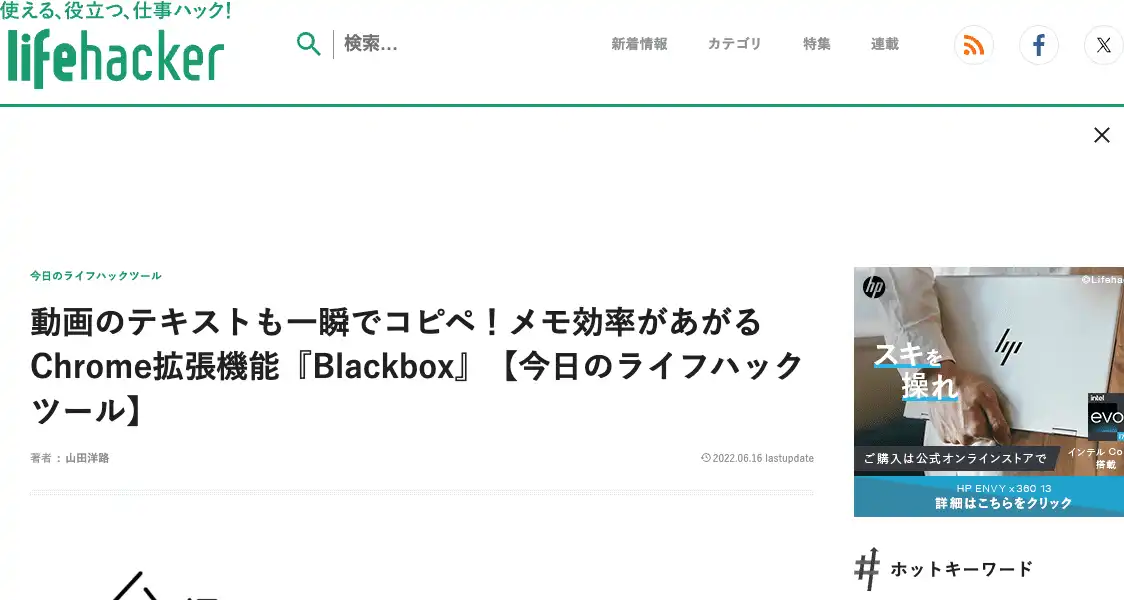 使える、役立つ、仕事ハック!
lifehacker
検索...
新着情報
カテゴリ
特集
連載
今日のライフハックツール
動画のテキストも一瞬でコピペ！メモ効率があがる
Chrome拡張機能『Blackbox』【今日のライフハック
ツール】
著者 : 山田洋路
2022.06.16 lastupdate
hp
©Lifeha
スキを
操れ
intel
evo
ご購入は公式オンラインストアで
インテル Co
搭載
HP ENVY x360 13
詳細はこちらをクリック
ホットキーワード